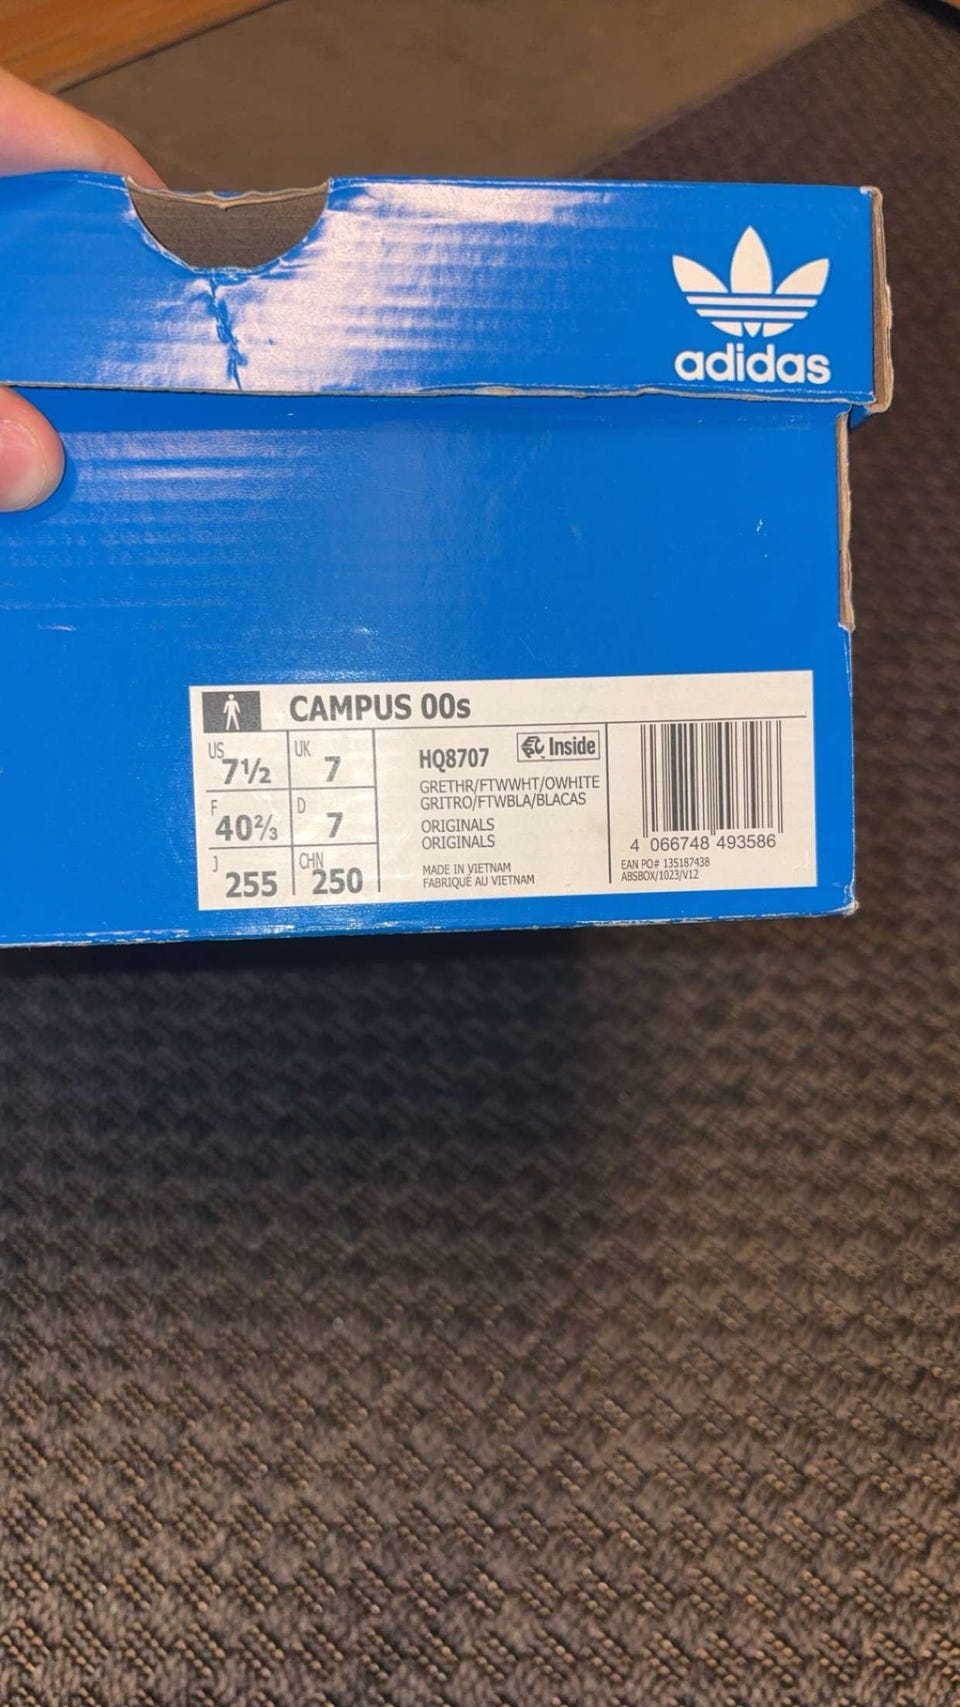 adidas
CAMPUS 00s
US 7½ UK 7
F 40⅔ D 7
J 255 CHN 250
HQ8707 Inside
GRETHR/FTWWHT/OWHITE
GRITRO/FTWBLA/BLACAS
ORIGINALS
ORIGINALS
MADE IN VIETNAM
FABRIQUÉ AU VIETNAM
4 066748 493586
EAN PO# 135187438
ABSBOX/1023/V12